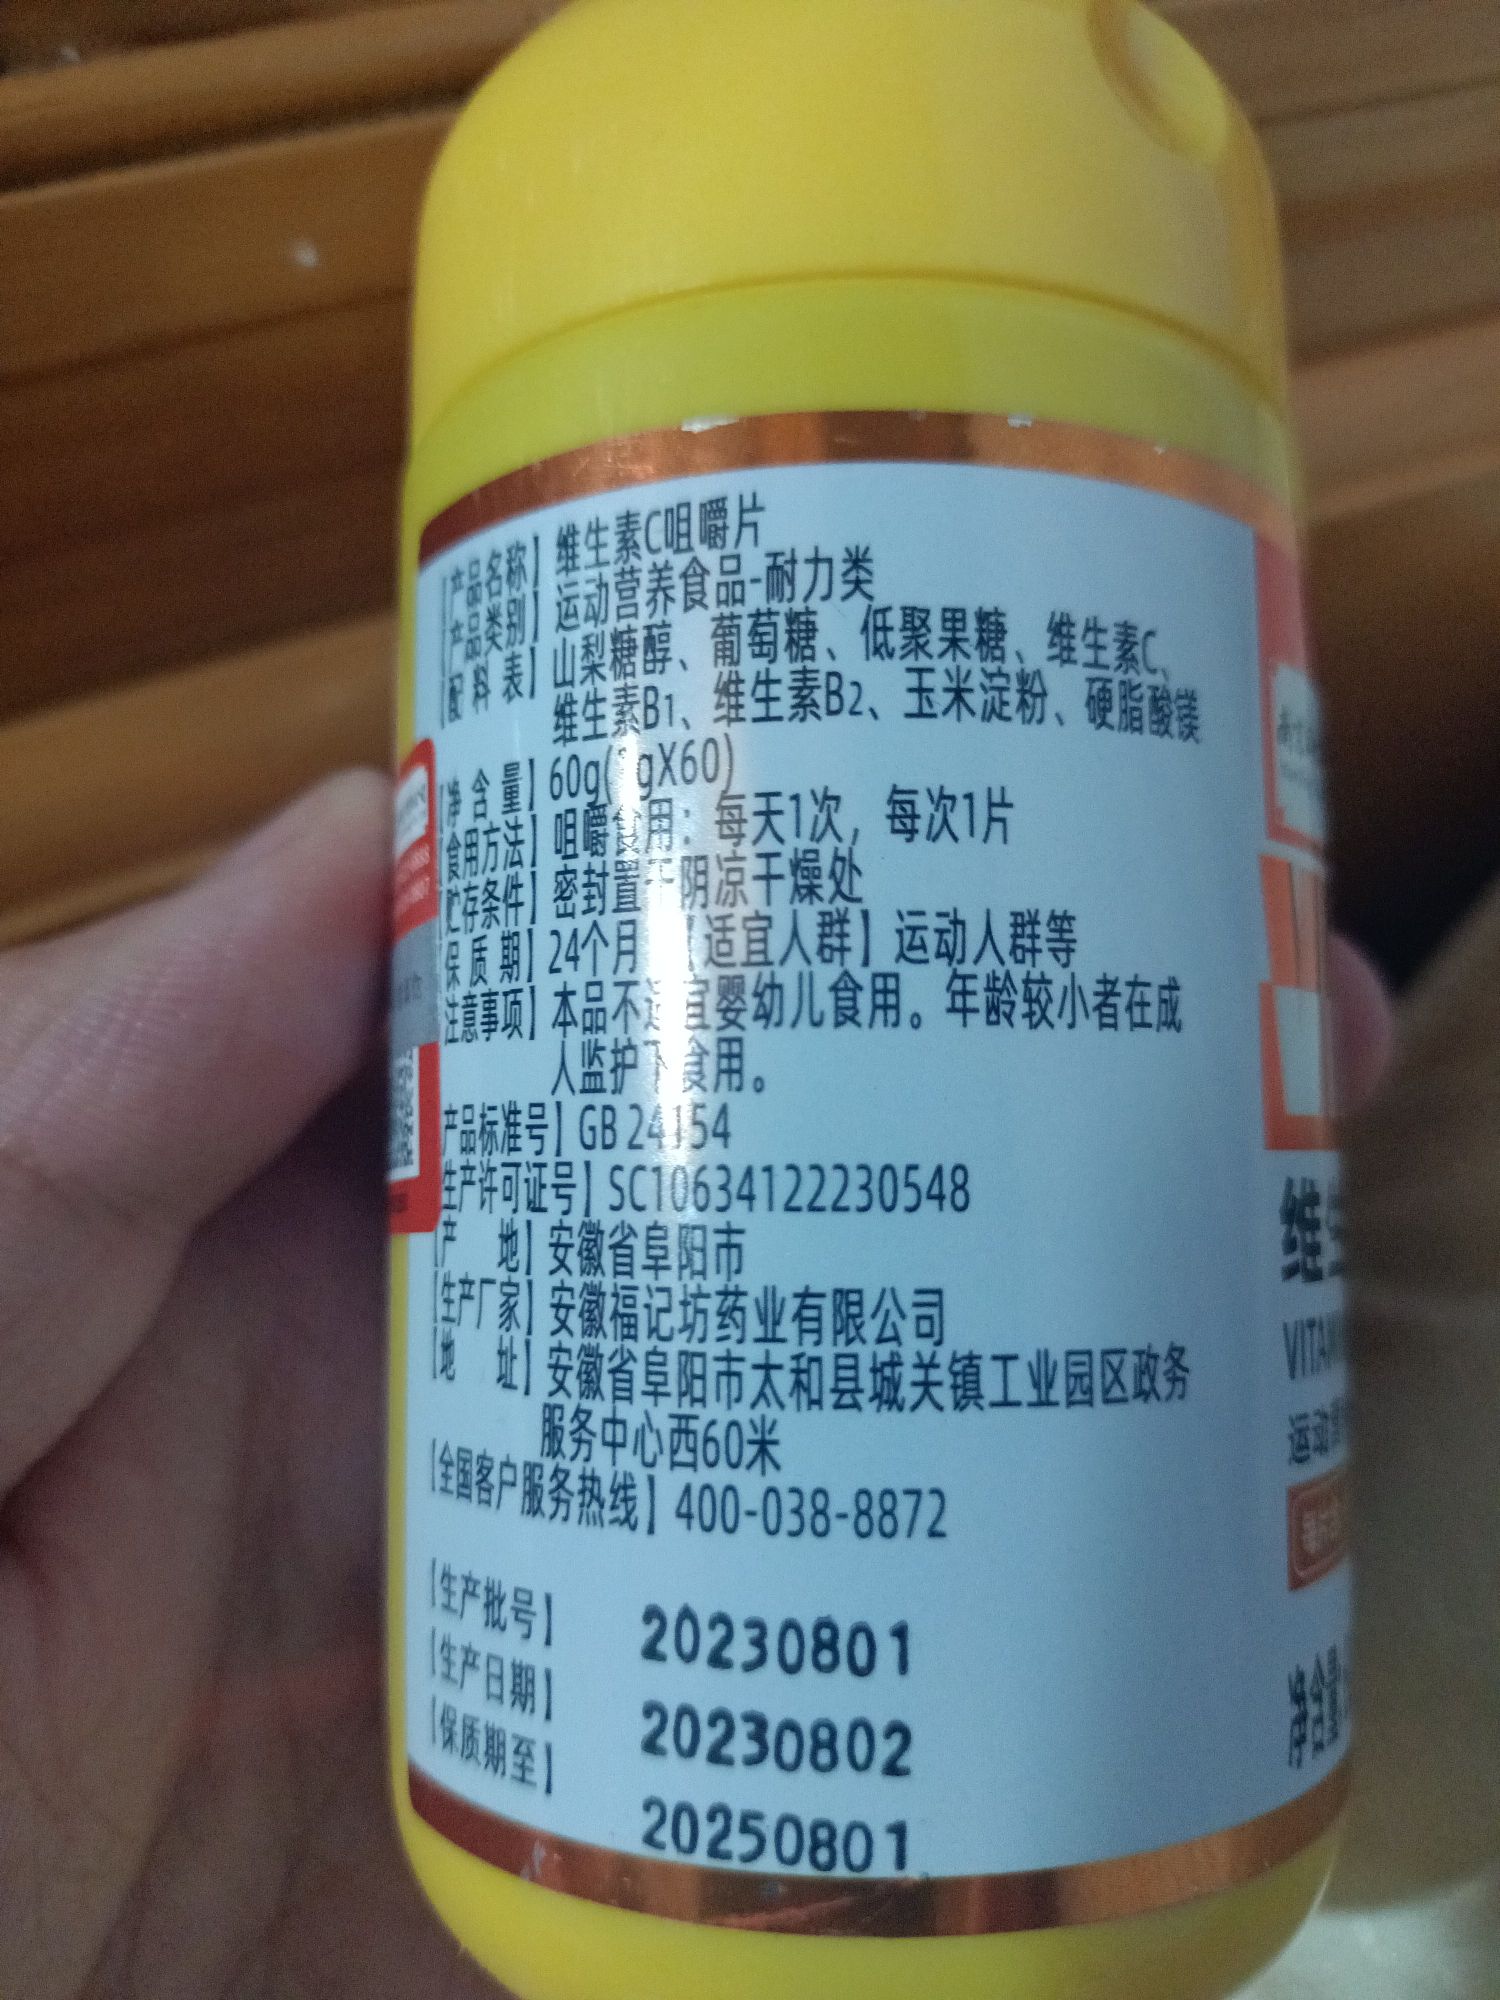 【产品名称】维生素C咀嚼片
【产品类别】运动营养食品-耐力类
【配料表】山梨糖醇、葡萄糖、低聚果糖、维生素C、
维生素B1、维生素B2、玉米淀粉、硬脂酸镁
【净含量】60g(1gX60)
【食用方法】咀嚼食用：每天1次，每次1片
【贮存条件】密封置于阴凉干燥处
【保质期】24个月【适宜人群】运动人群等
【注意事项】本品不适宜婴幼儿食用。年龄较小者在成
人监护下食用。
【产品标准号】GB 24154
【生产许可证号】SC10634122230548
【产地】安徽省阜阳市
【生产厂家】安徽福记坊药业有限公司
【地址】安徽省阜阳市太和县城关镇工业园区政务
服务中心西60米
【全国客户服务热线】400-038-8872
【生产批号】20230801
【生产日期】20230802
【保质期至】20250801
维生
VITAM
运动营
净含量